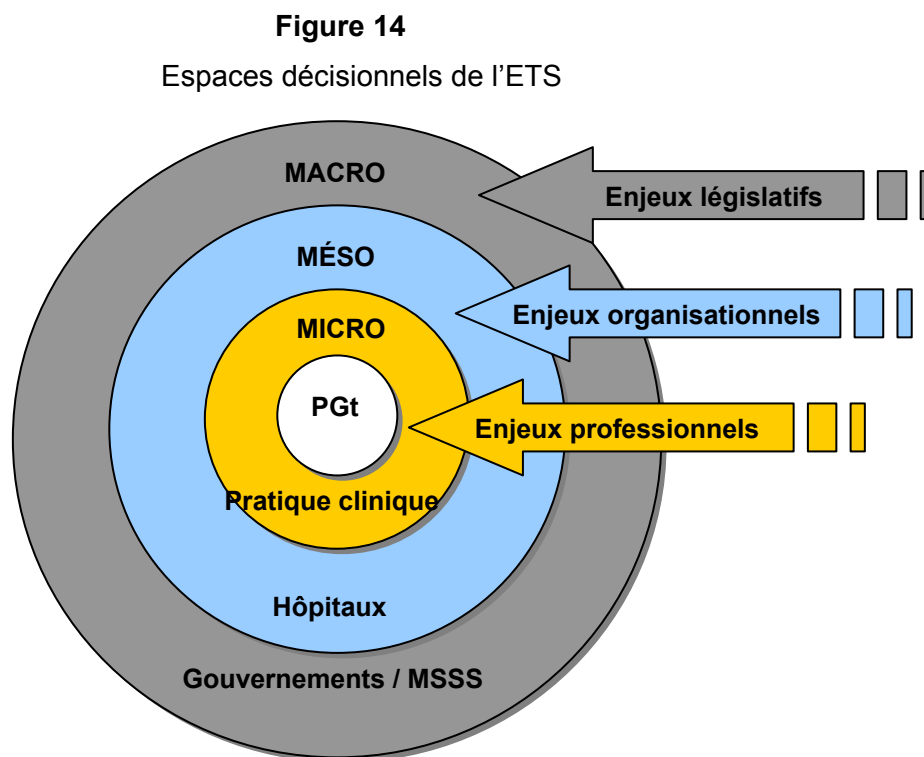 Figure 14
Espaces décisionnels de l’ETS
MACRO
Enjeux législatifs
MÉSO
Enjeux organisationnels
MICRO
PGt
Enjeux professionnels
Pratique clinique
Hôpitaux
Gouvernements / MSSS